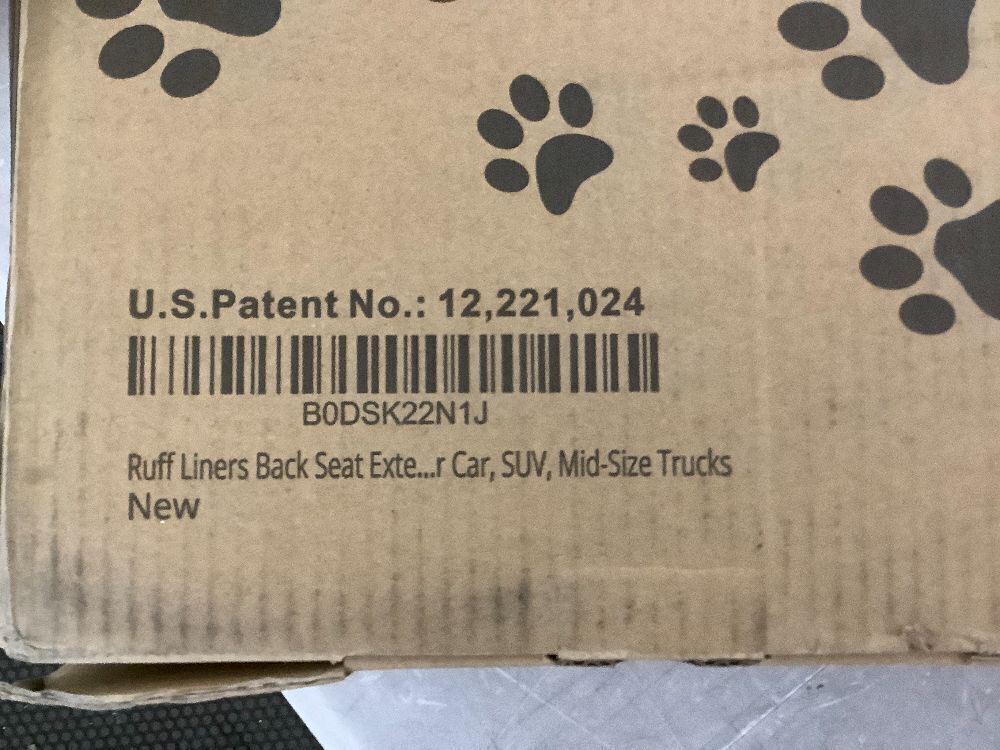 U.S.Patent No.: 12,221,024
B0DSK22N1J
Ruff Liners Back Seat Exte...r Car, SUV, Mid-Size Trucks
New